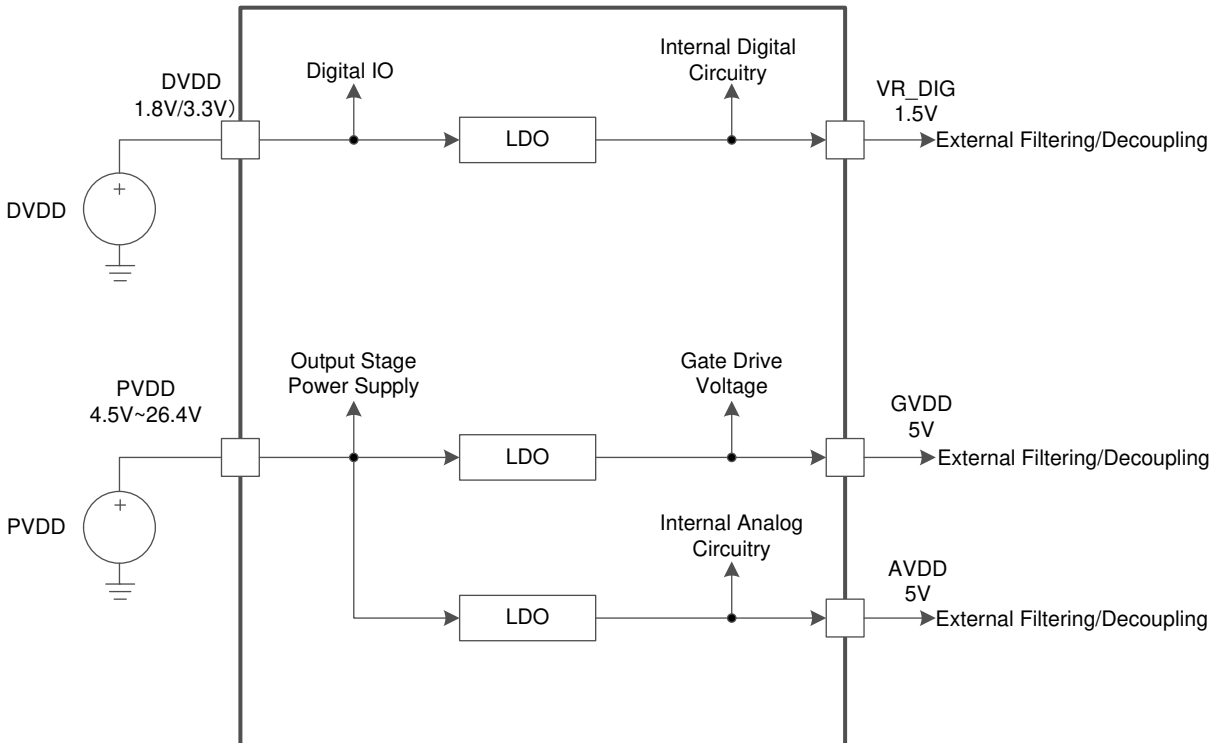 Internal Digital
Circuitry
Digital IO
DVDD
1.8V/3.3V）
VR_DIG
1.5V
LDO
External Filtering/Decoupling
+
DVDD
Output Stage
Power Supply
Gate Drive
Voltage
PVDD
4.5V~26.4V
GVDD
5V
LDO
External Filtering/Decoupling
+
PVDD
Internal Analog
Circuitry
AVDD
5V
LDO
External Filtering/Decoupling